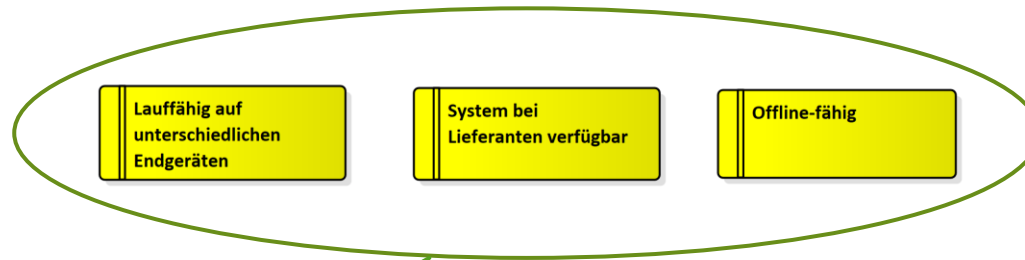 Lauffähig auf
unterschiedlichen
Endgeräten
System bei
Lieferanten verfügbar
Offline-fähig